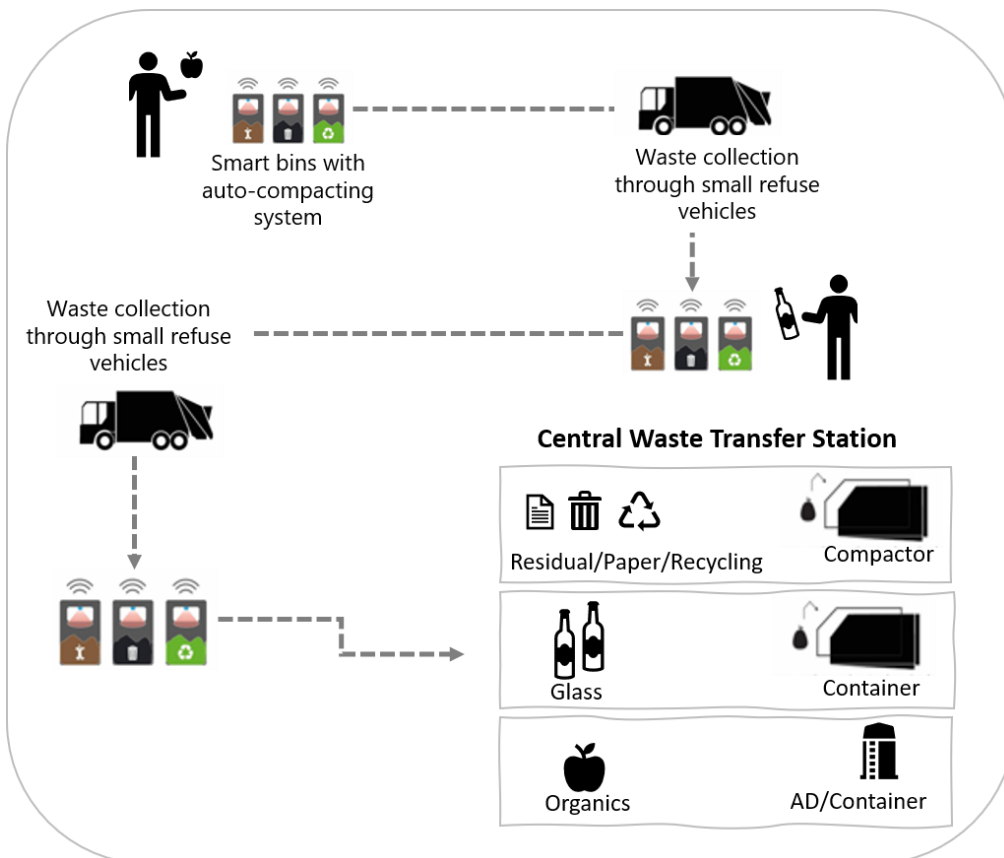 Smart bins with
auto-compacting
system
Waste collection
through small refuse
vehicles
Waste collection
through small refuse
vehicles
Central Waste Transfer Station
Residual/Paper/Recycling
Compactor
Glass
Container
Organics
AD/Container